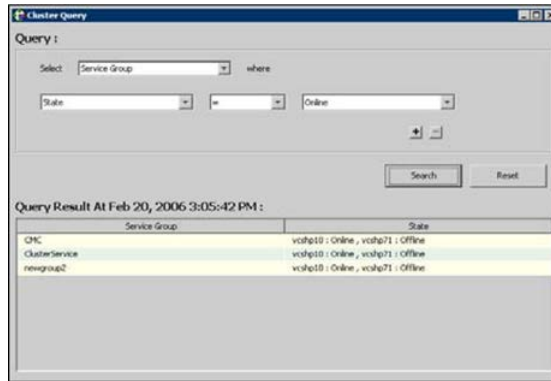 Cluster Query
Query :
Select Service Group where
State = Online
+ -
Search Reset
Query Result At Feb 20, 2006 3:05:42 PM :
Service Group State
CMC vcshp10 : Online , vcshp71 : Offline
ClusterService vcshp10 : Online , vcshp71 : Offline
newgroup2 vcshp10 : Online , vcshp71 : Offline